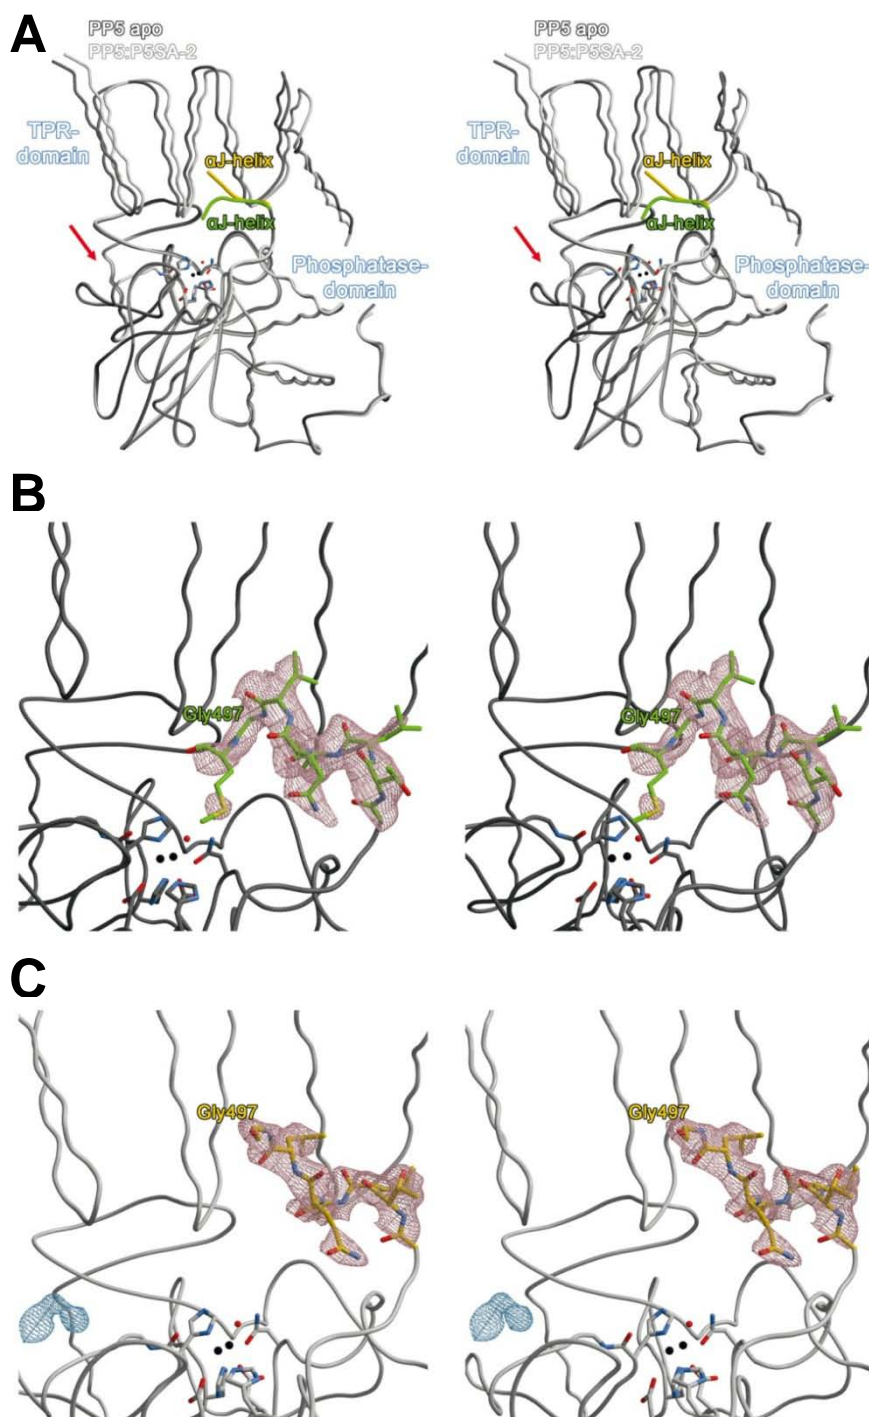 A
PP5 apo
PP5:P5SA-2
TPR-
domain
αJ-helix
αJ-helix
Phosphatase-
domain
PP5 apo
PP5:P5SA-2
TPR-
domain
αJ-helix
αJ-helix
Phosphatase-
domain
B
Gly497
Gly497
C
Gly497
Gly497